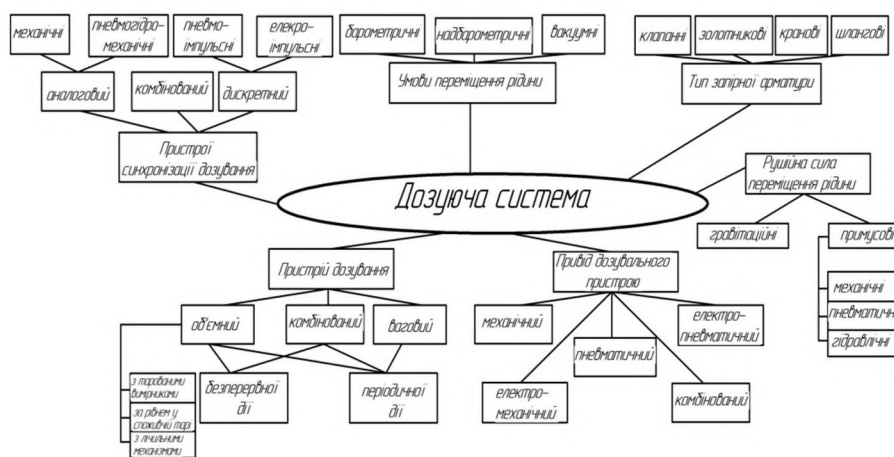 механічні
пневмогідро-
механічні
пневмо-
імпульсні
елекро-
імпульсні
барометричні
надбарометричні
вакуумні
клапанні
золотникові
кранові
шлангові
аналоговий
комбінований
дискретний
Умови переміщення рідини
Тип запірної арматури
Пристрої
синхронізації дозування
Рушійна сила
переміщення рідини
Дозуюча система
гравітаційні
примусові
Пристрій дозування
Привід дозувального
пристрою
механічні
пневматичн
гідравлічні
об'ємний
комбінований
ваговий
механічний
електро-
пневматичний
пневматичний
з торованими
вимірниками
за рівнем у
споживчій тарі
з лічильними
механізмами
безперервної
дії
періодичної
дії
електро-
механічний
комбінований